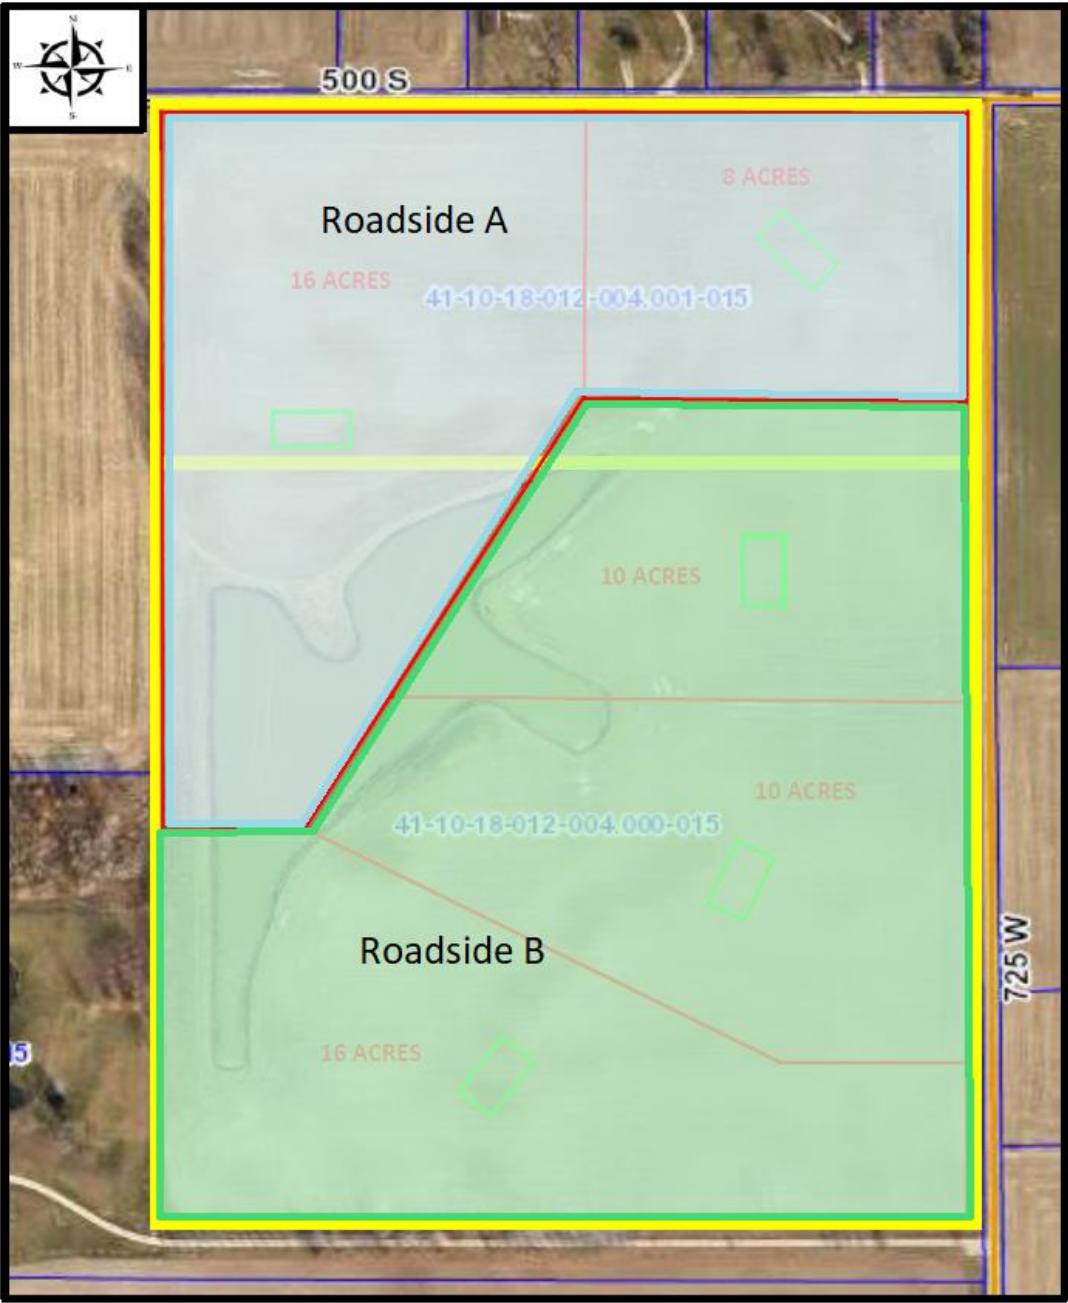 N
W E
S
500 S
8 ACRES
Roadside A
16 ACRES
41-10-18-012-004.001-015
10 ACRES
10 ACRES
41-10-18-012-004.000-015
725 W
Roadside B
16 ACRES